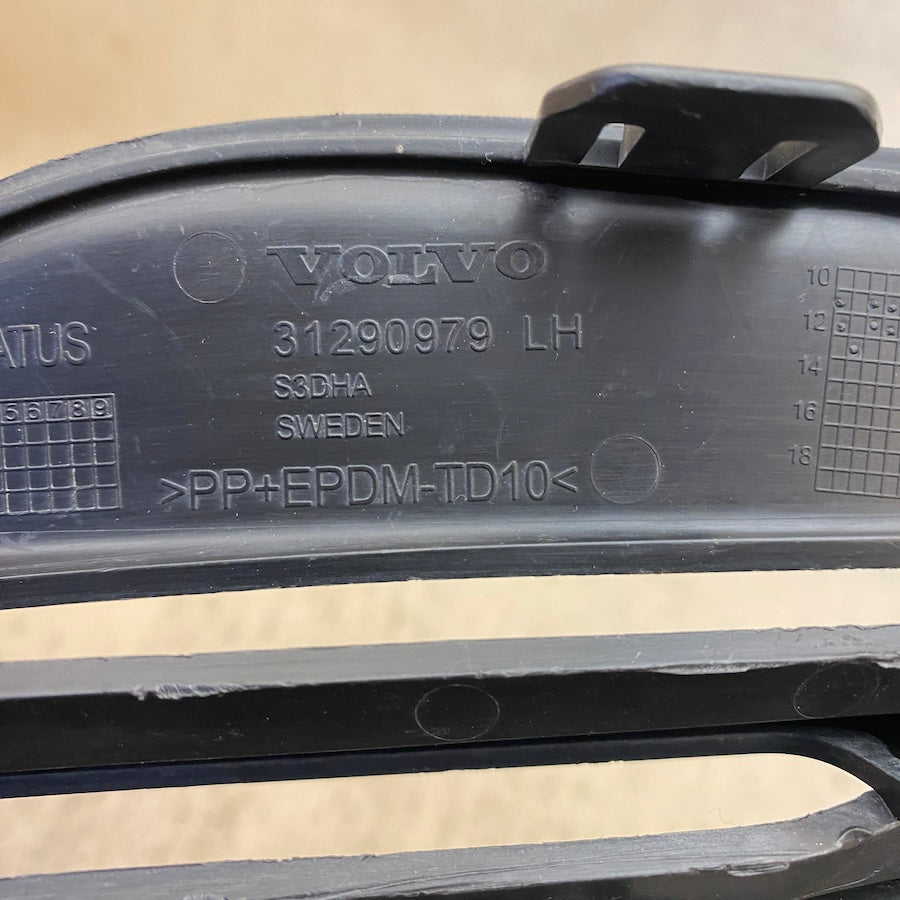 VOLVO
31290979 LH
ATUS
S3DHA
56789
SWEDEN
>PP+EPDM-TD10<
10
12
14
16
18